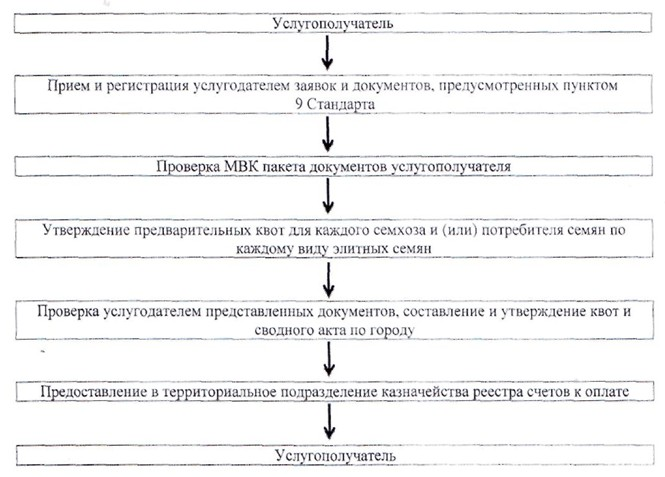 Услугополучатель
Прием и регистрация услугодателем заявок и документов, предусмотренных пунктом
9 Стандарта
Проверка МВК пакета документов услугополучателя
Утверждение предварительных квот для каждого семхоза и (или) потребителя семян по
каждому виду элитных семян
Проверка услугодателем представленных документов, составление и утверждение квот и
сводного акта по городу
Предоставление в территориальное подразделение казначейства реестра счетов к оплате
Услугополучатель